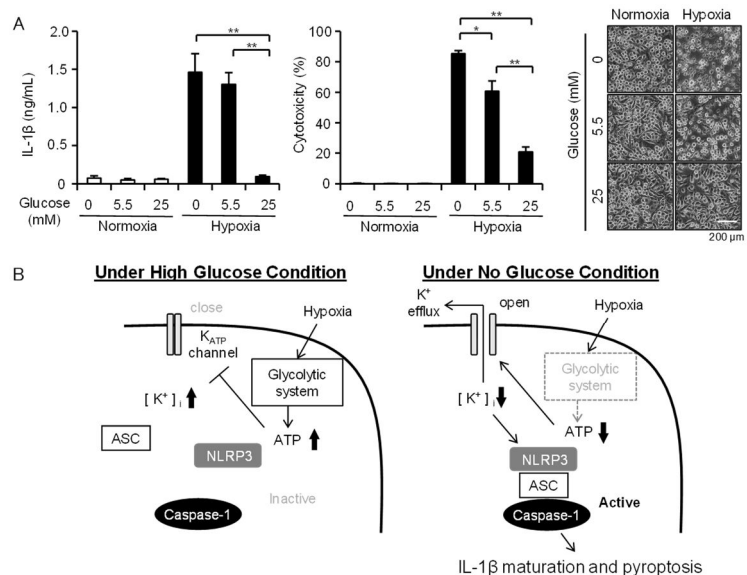 A
IL-1β (ng/mL)
2.0
1.5
1.0
0.5
0
**
**
Glucose (mM)
0 5.5 25 0 5.5 25
Normoxia Hypoxia
Cytotoxicity (%)
100
80
60
40
20
0
**
*
**
0 5.5 25 0 5.5 25
Normoxia Hypoxia
Normoxia Hypoxia
Glucose (mM)
0
5.5
25
200 μm
B
Under High Glucose Condition
close
Hypoxia
KATP
channel
Glycolytic
system
[ K+ ] i
ATP
ASC
NLRP3
Inactive
Caspase-1
Under No Glucose Condition
K+
efflux
open
Hypoxia
Glycolytic
system
[ K+ ] i
ATP
NLRP3
ASC
Active
Caspase-1
IL-1β maturation and pyroptosis